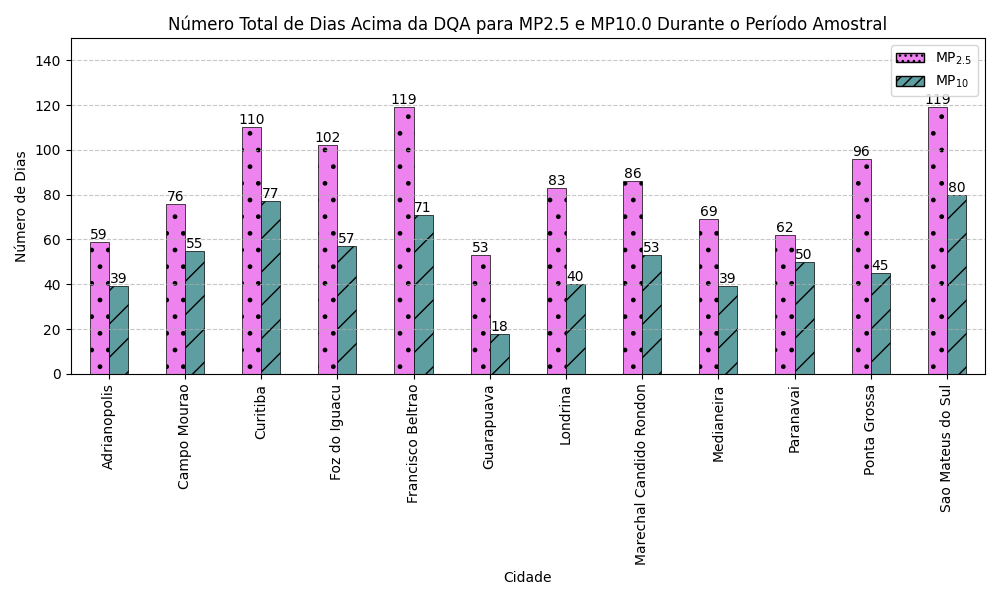 Número Total de Dias Acima da DQA para MP2.5 e MP10.0 Durante o Período Amostral
Número de Dias
140
120
100
80
60
40
20
0
MP2.5
MP10
59
39
76
55
110
77
102
57
119
71
53
18
83
40
86
53
69
39
62
50
96
45
119
80
Adrianopolis
Campo Mourao
Curitiba
Foz do Iguacu
Francisco Beltrao
Guarapuava
Londrina
Marechal Candido Rondon
Medianeira
Paranavai
Ponta Grossa
Sao Mateus do Sul
Cidade